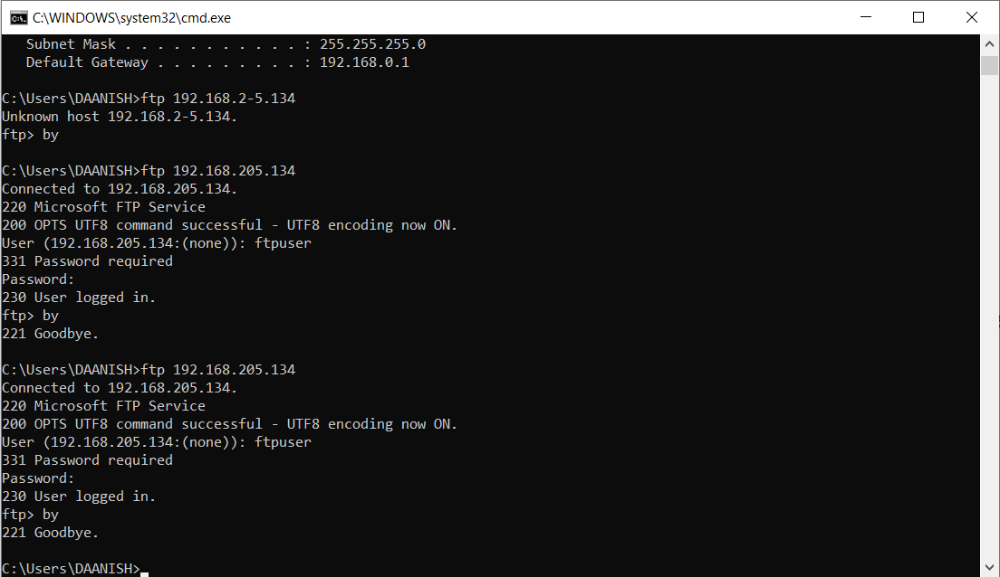 C:\WINDOWS\system32\cmd.exe
Subnet Mask . . . . . . . . . . . : 255.255.255.0
Default Gateway . . . . . . . . . : 192.168.0.1
C:\Users\DAANISH>ftp 192.168.2-5.134
Unknown host 192.168.2-5.134.
ftp> by
C:\Users\DAANISH>ftp 192.168.205.134
Connected to 192.168.205.134.
220 Microsoft FTP Service
200 OPTS UTF8 command successful - UTF8 encoding now ON.
User (192.168.205.134:(none)): ftpuser
331 Password required
Password:
230 User logged in.
ftp> by
221 Goodbye.
C:\Users\DAANISH>ftp 192.168.205.134
Connected to 192.168.205.134.
220 Microsoft FTP Service
200 OPTS UTF8 command successful - UTF8 encoding now ON.
User (192.168.205.134:(none)): ftpuser
331 Password required
Password:
230 User logged in.
ftp> by
221 Goodbye.
C:\Users\DAANISH>